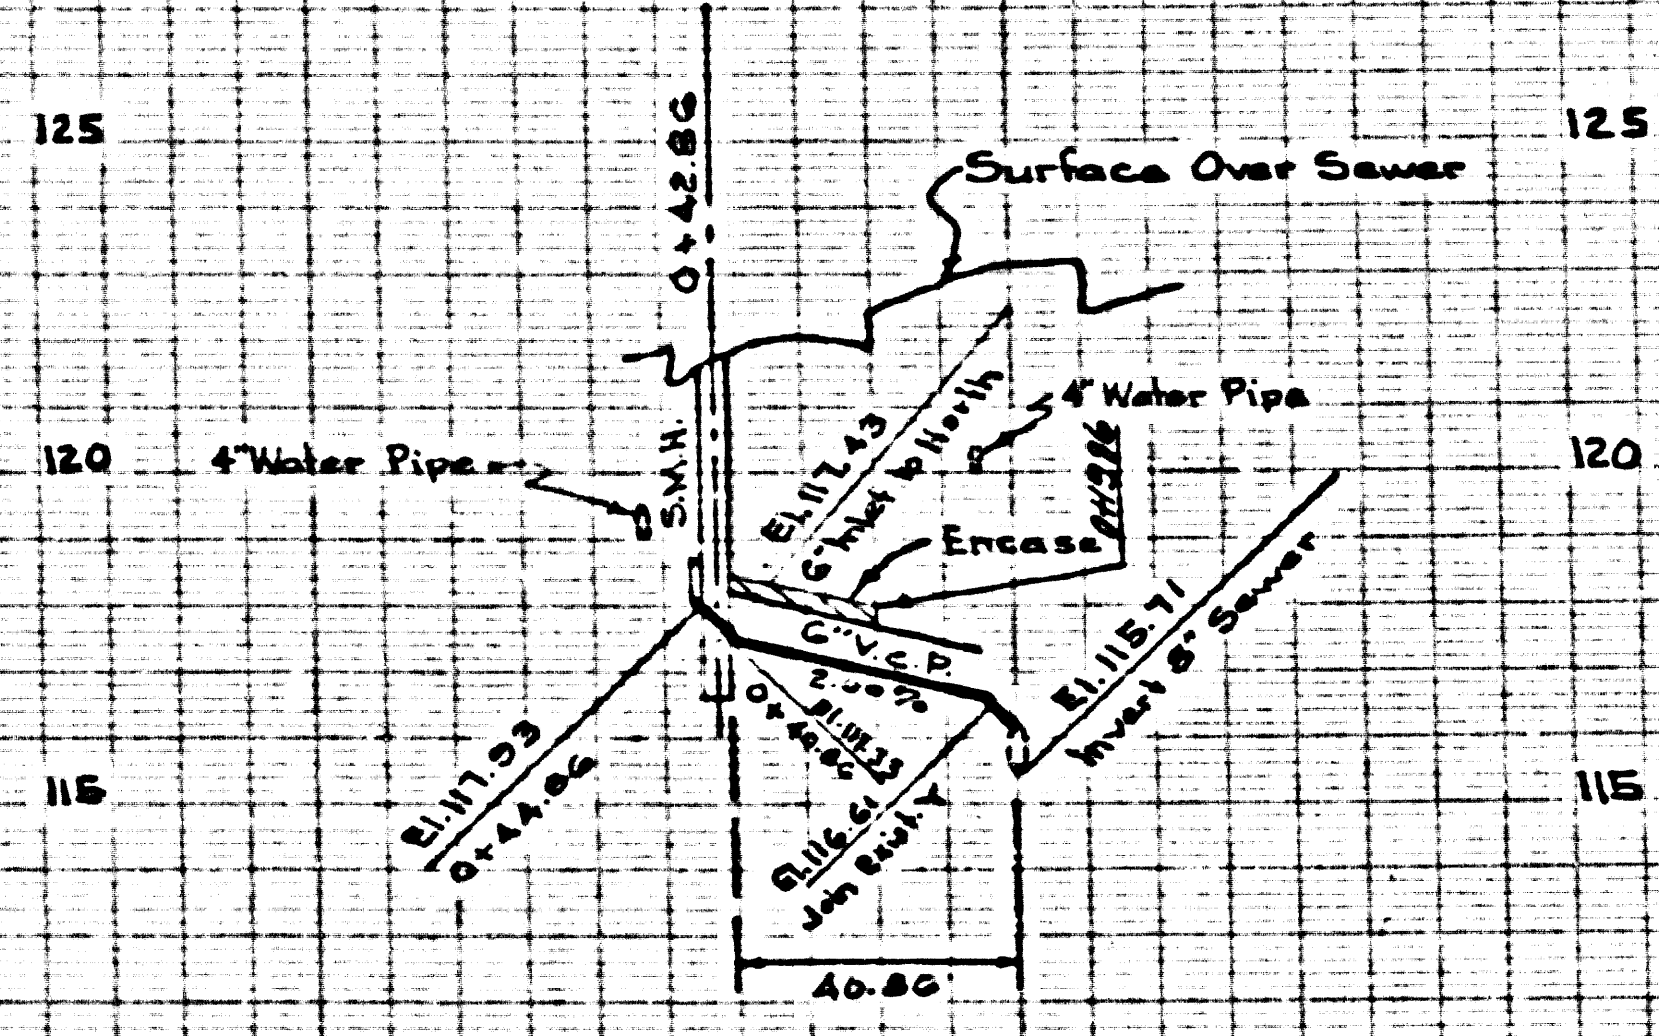 125
125
0+42.86
Surface Over Sewer
4" Water Pipe
120
4" Water Pipe
120
S.M.H.
El. 117.43
6" Inlet to North
Encase
6" V.C.P.
2.00%
El. 115.71
Invert 8" Sewer
El. 117.93
0+44.86
0+40.86
El. 116.61
Join Exist. Y
115
115
40.86